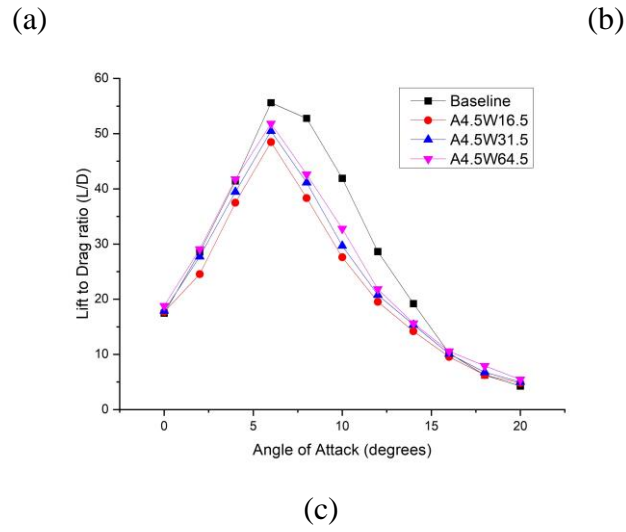 (a) (b)
60
50
40
30
20
10
0
Lift to Drag ratio (L/D)
Baseline
A4.5W16.5
A4.5W31.5
A4.5W64.5
0 5 10 15 20
Angle of Attack (degrees)
(c)